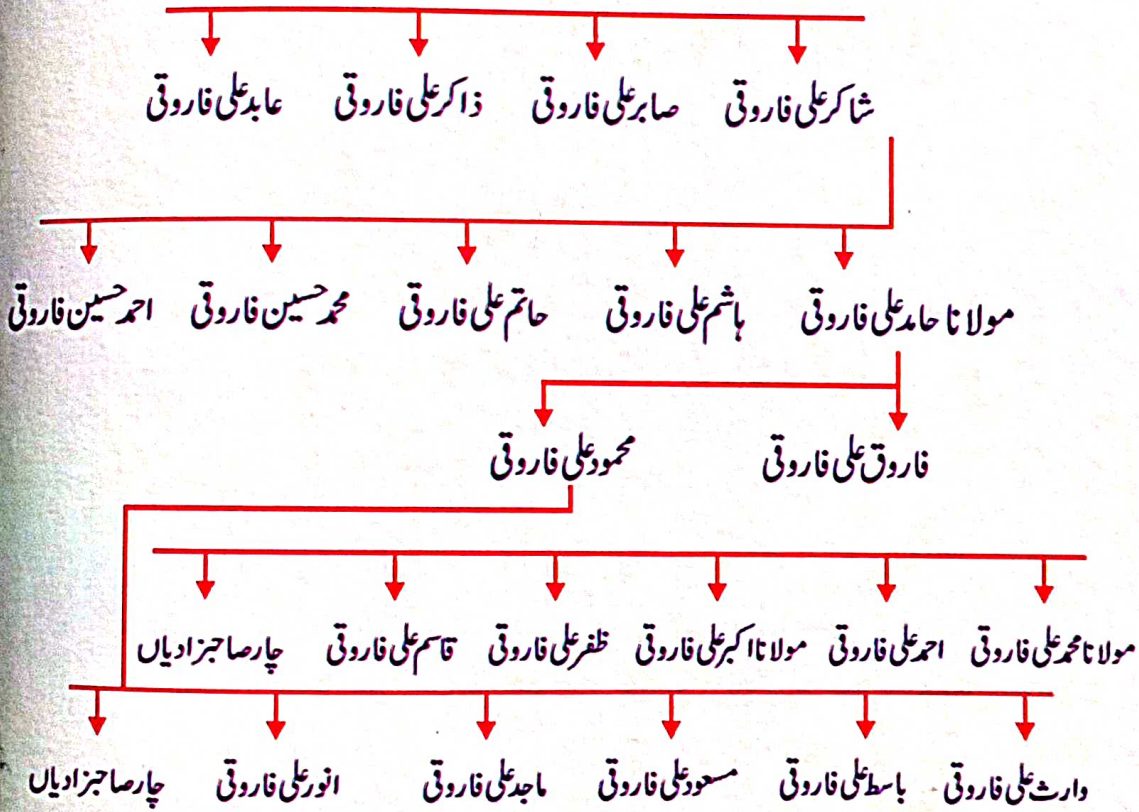 شاکر علی فاروقی صابر علی فاروقی ذاکر علی فاروقی عابد علی فاروقی
مولانا حامد علی فاروقی ہاشم علی فاروقی حاتم علی فاروقی محمد حسین فاروقی احمد حسین فاروقی
فاروق علی فاروقی محمود علی فاروقی
مولانا محمد علی فاروقی احمد علی فاروقی مولانا اکبر علی فاروقی ظفر علی فاروقی قاسم علی فاروقی چار صاحبزادیاں
وارث علی فاروقی باسط علی فاروقی مسعود علی فاروقی ماجد علی فاروقی انور علی فاروقی چار صاحبزادیاں